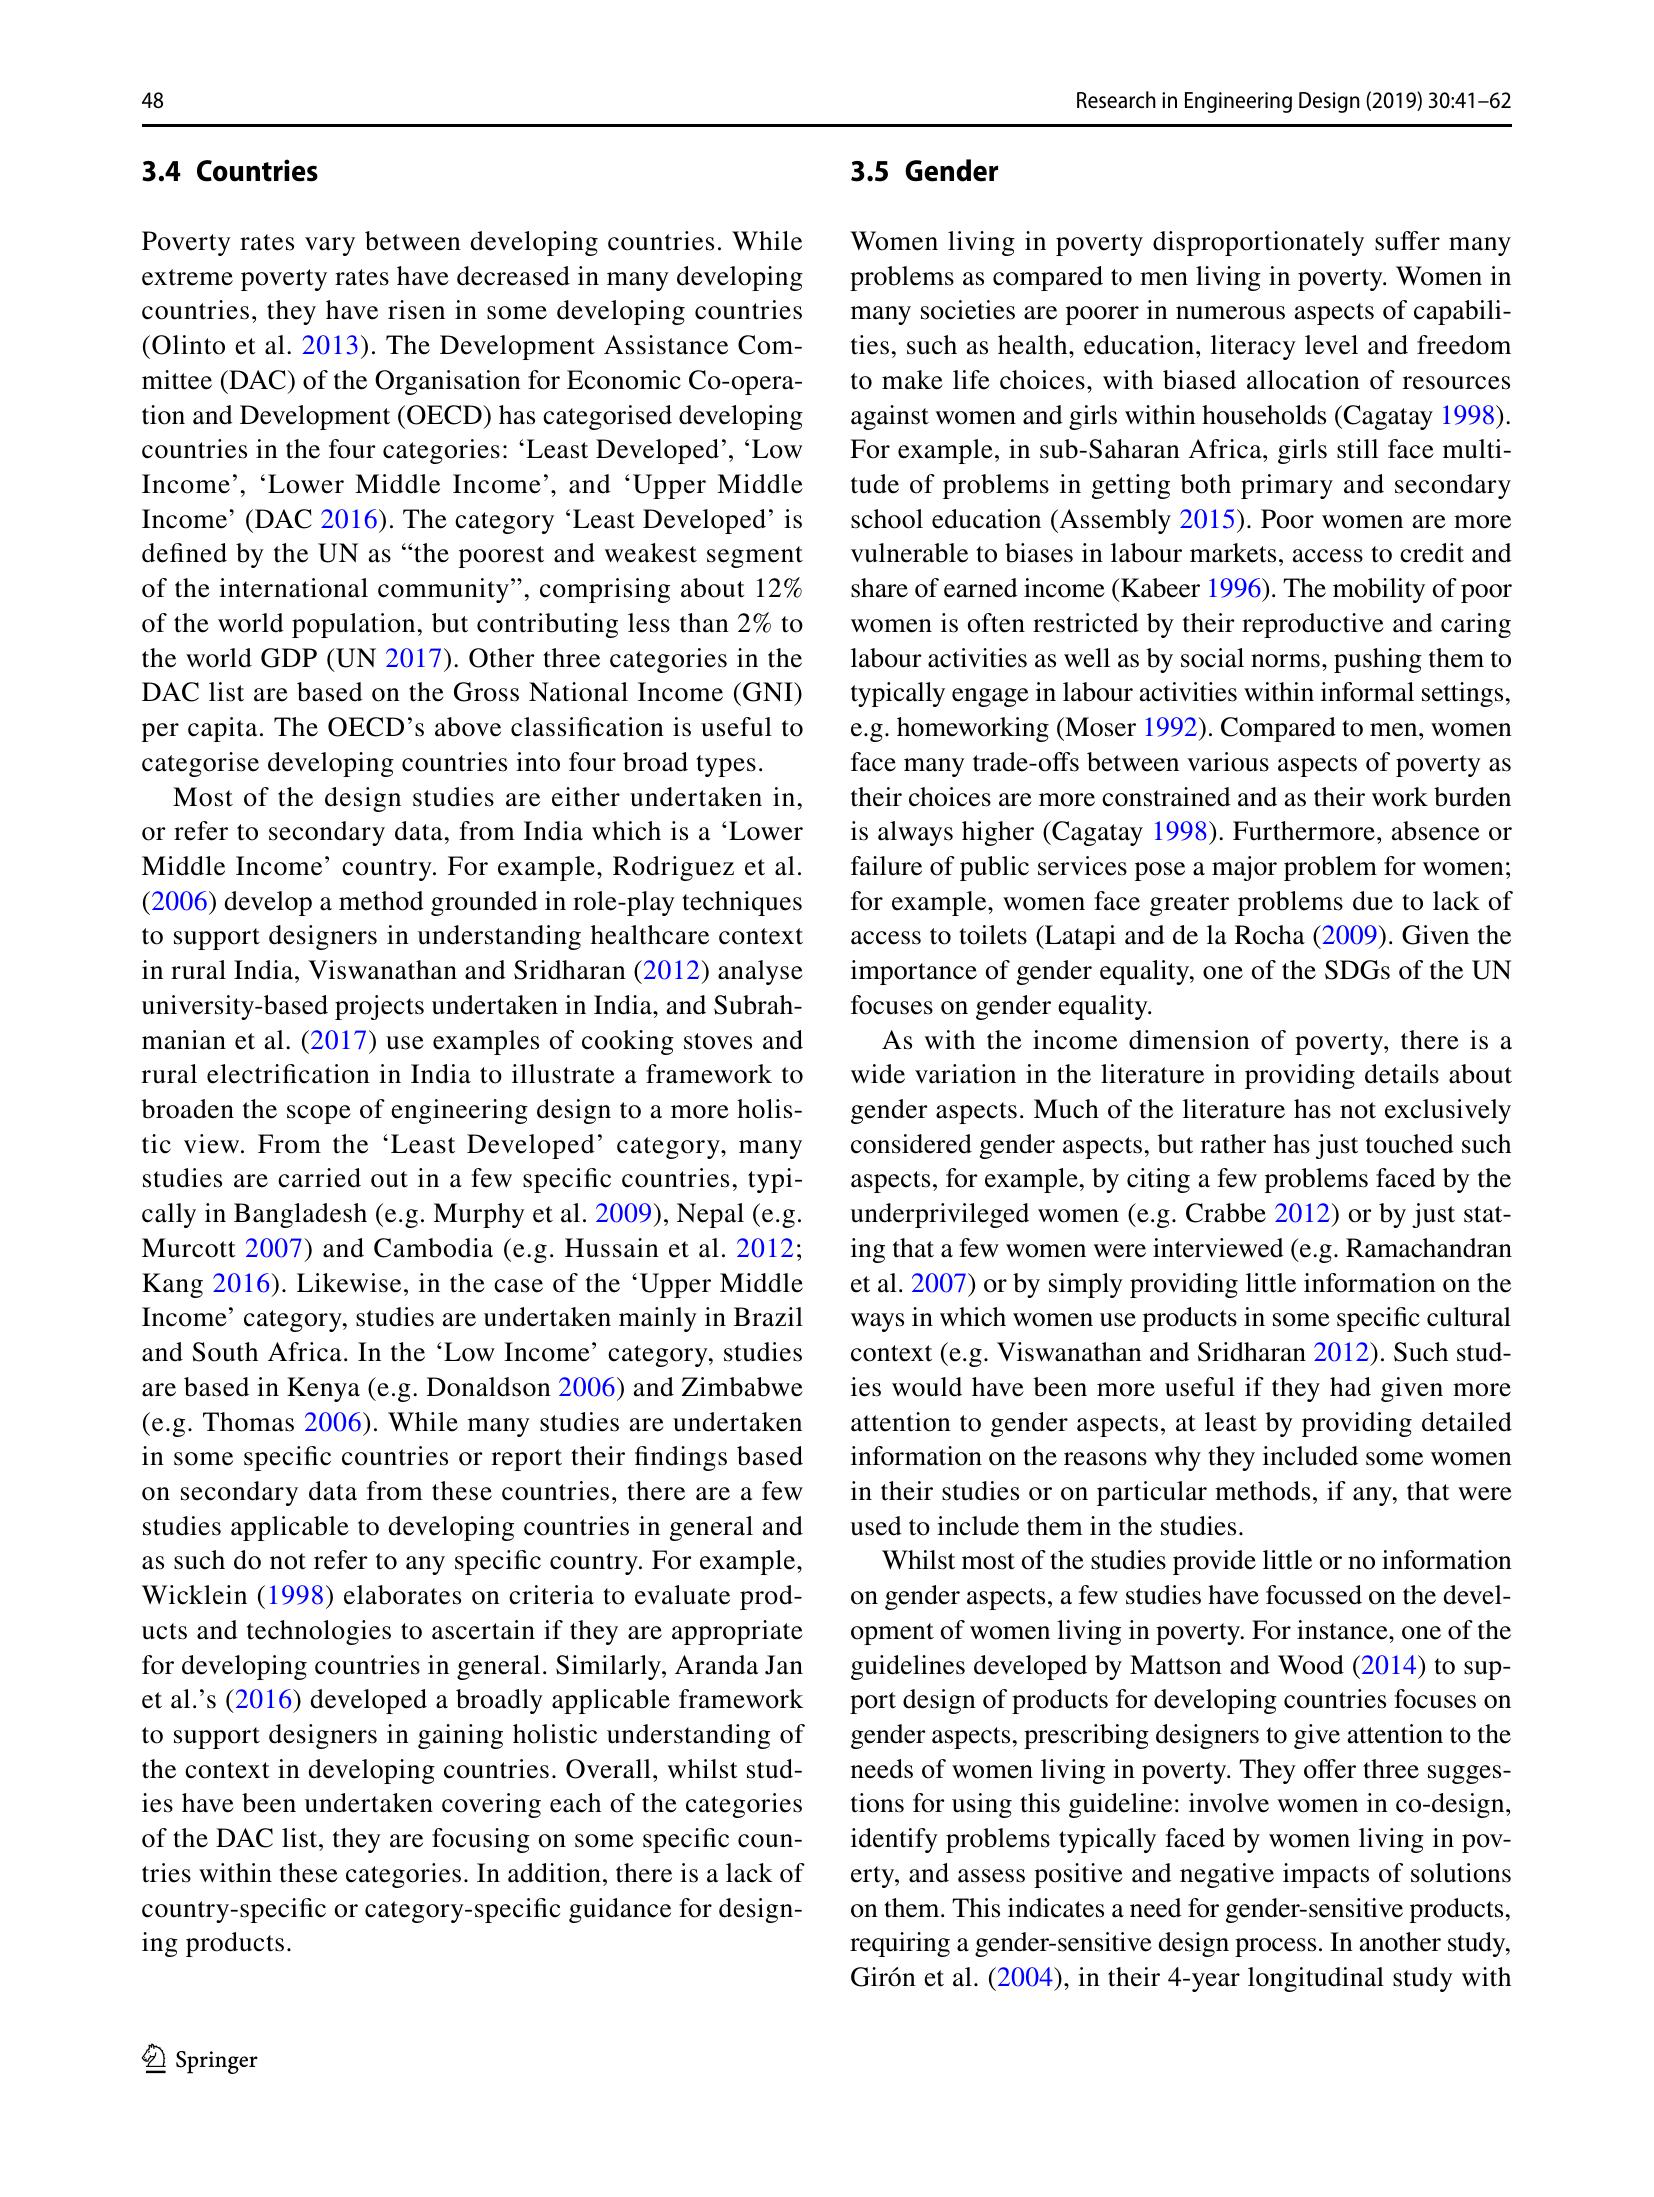 48
Research in Engineering Design (2019) 30:41–62
3.4 Countries
Poverty rates vary between developing countries. While
extreme poverty rates have decreased in many developing
countries, they have risen in some developing countries
(Olinto et al. 2013). The Development Assistance Com-
mittee (DAC) of the Organisation for Economic Co-opera-
tion and Development (OECD) has categorised developing
countries in the four categories: ‘Least Developed’, ‘Low
Income’, ‘Lower Middle Income’, and ‘Upper Middle
Income’ (DAC 2016). The category ‘Least Developed’ is
defined by the UN as “the poorest and weakest segment
of the international community”, comprising about 12%
of the world population, but contributing less than 2% to
the world GDP (UN 2017). Other three categories in the
DAC list are based on the Gross National Income (GNI)
per capita. The OECD’s above classification is useful to
categorise developing countries into four broad types.
Most of the design studies are either undertaken in,
or refer to secondary data, from India which is a ‘Lower
Middle Income’ country. For example, Rodriguez et al.
(2006) develop a method grounded in role-play techniques
to support designers in understanding healthcare context
in rural India, Viswanathan and Sridharan (2012) analyse
university-based projects undertaken in India, and Subrah-
manian et al. (2017) use examples of cooking stoves and
rural electrification in India to illustrate a framework to
broaden the scope of engineering design to a more holis-
tic view. From the ‘Least Developed’ category, many
studies are carried out in a few specific countries, typi-
cally in Bangladesh (e.g. Murphy et al. 2009), Nepal (e.g.
Murcott 2007) and Cambodia (e.g. Hussain et al. 2012;
Kang 2016). Likewise, in the case of the ‘Upper Middle
Income’ category, studies are undertaken mainly in Brazil
and South Africa. In the ‘Low Income’ category, studies
are based in Kenya (e.g. Donaldson 2006) and Zimbabwe
(e.g. Thomas 2006). While many studies are undertaken
in some specific countries or report their findings based
on secondary data from these countries, there are a few
studies applicable to developing countries in general and
as such do not refer to any specific country. For example,
Wicklein (1998) elaborates on criteria to evaluate prod-
ucts and technologies to ascertain if they are appropriate
for developing countries in general. Similarly, Aranda Jan
et al.’s (2016) developed a broadly applicable framework
to support designers in gaining holistic understanding of
the context in developing countries. Overall, whilst stud-
ies have been undertaken covering each of the categories
of the DAC list, they are focusing on some specific coun-
tries within these categories. In addition, there is a lack of
country-specific or category-specific guidance for design-
ing products.
3.5 Gender
Women living in poverty disproportionately suffer many
problems as compared to men living in poverty. Women in
many societies are poorer in numerous aspects of capabili-
ties, such as health, education, literacy level and freedom
to make life choices, with biased allocation of resources
against women and girls within households (Cagatay 1998).
For example, in sub-Saharan Africa, girls still face multi-
tude of problems in getting both primary and secondary
school education (Assembly 2015). Poor women are more
vulnerable to biases in labour markets, access to credit and
share of earned income (Kabeer 1996). The mobility of poor
women is often restricted by their reproductive and caring
labour activities as well as by social norms, pushing them to
typically engage in labour activities within informal settings,
e.g. homeworking (Moser 1992). Compared to men, women
face many trade-offs between various aspects of poverty as
their choices are more constrained and as their work burden
is always higher (Cagatay 1998). Furthermore, absence or
failure of public services pose a major problem for women;
for example, women face greater problems due to lack of
access to toilets (Latapi and de la Rocha (2009). Given the
importance of gender equality, one of the SDGs of the UN
focuses on gender equality.
As with the income dimension of poverty, there is a
wide variation in the literature in providing details about
gender aspects. Much of the literature has not exclusively
considered gender aspects, but rather has just touched such
aspects, for example, by citing a few problems faced by the
underprivileged women (e.g. Crabbe 2012) or by just stat-
ing that a few women were interviewed (e.g. Ramachandran
et al. 2007) or by simply providing little information on the
ways in which women use products in some specific cultural
context (e.g. Viswanathan and Sridharan 2012). Such stud-
ies would have been more useful if they had given more
attention to gender aspects, at least by providing detailed
information on the reasons why they included some women
in their studies or on particular methods, if any, that were
used to include them in the studies.
Whilst most of the studies provide little or no information
on gender aspects, a few studies have focussed on the devel-
opment of women living in poverty. For instance, one of the
guidelines developed by Mattson and Wood (2014) to sup-
port design of products for developing countries focuses on
gender aspects, prescribing designers to give attention to the
needs of women living in poverty. They offer three sugges-
tions for using this guideline: involve women in co-design,
identify problems typically faced by women living in pov-
erty, and assess positive and negative impacts of solutions
on them. This indicates a need for gender-sensitive products,
requiring a gender-sensitive design process. In another study,
Girón et al. (2004), in their 4-year longitudinal study with
Springer